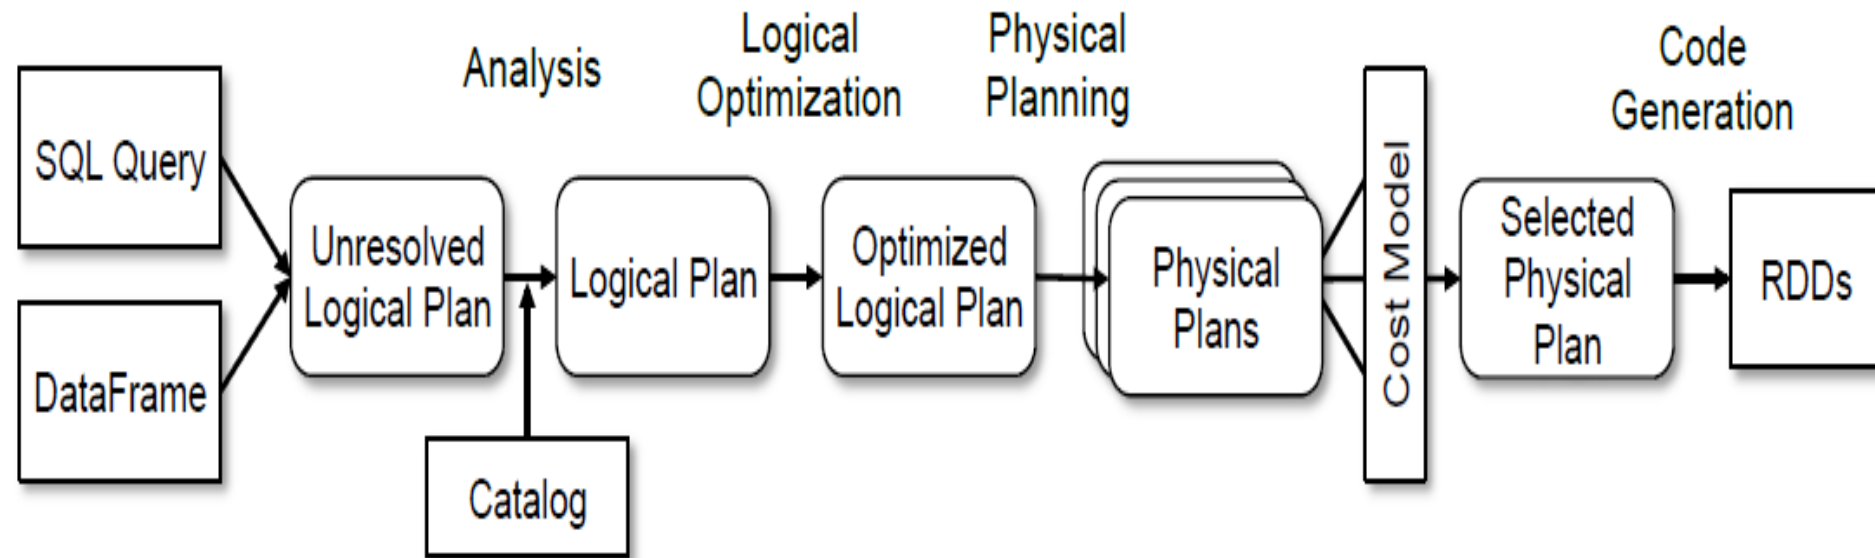 SQL Query
DataFrame
Analysis
Unresolved
Logical Plan
Catalog
Logical Plan
Logical
Optimization
Optimized
Logical Plan
Physical
Planning
Physical
Plans
Cost Model
Selected
Physical
Plan
Code
Generation
RDDs